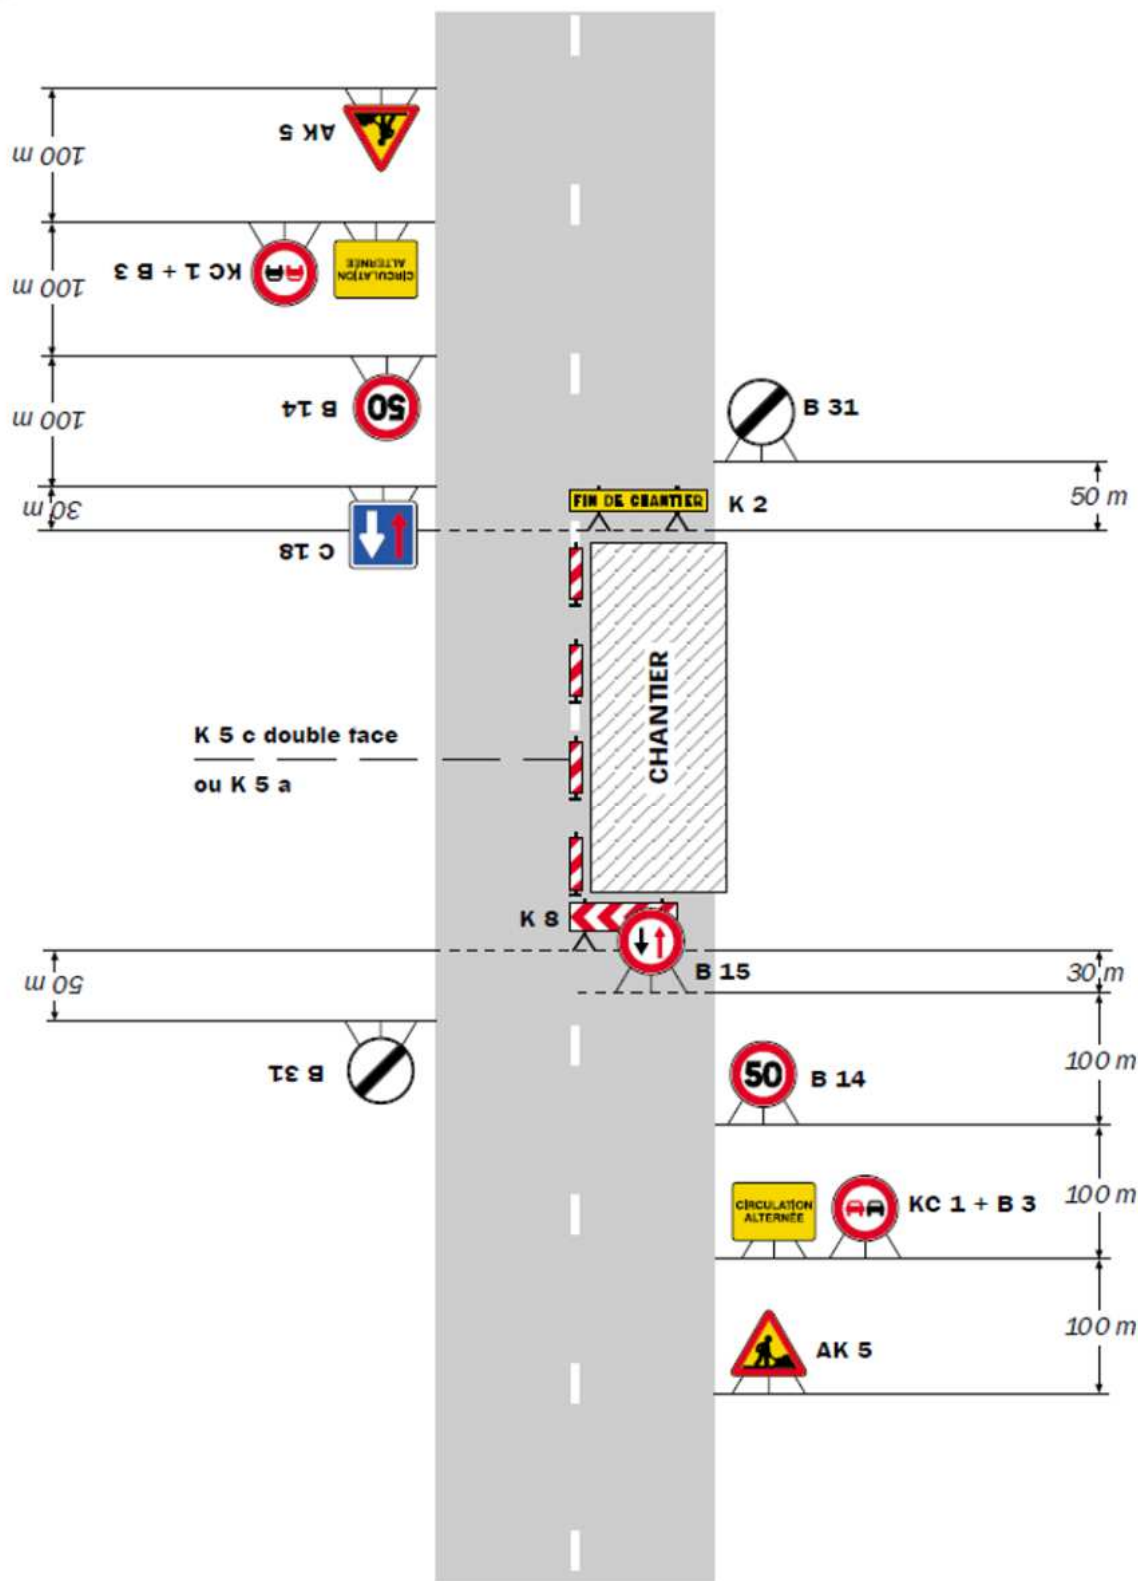 AK 5
100 m
KC 1 + B 3
CIRCULATION
ALTERNÉE
100 m
B 14
50
100 m
B 31
30 m
C 18
FIN DE CHANTIER
K 2
50 m
CHANTIER
K 5 c double face
ou K 5 a
K 8
B 15
30 m
50 m
B 31
50
B 14
100 m
CIRCULATION
ALTERNÉE
KC 1 + B 3
100 m
AK 5
100 m